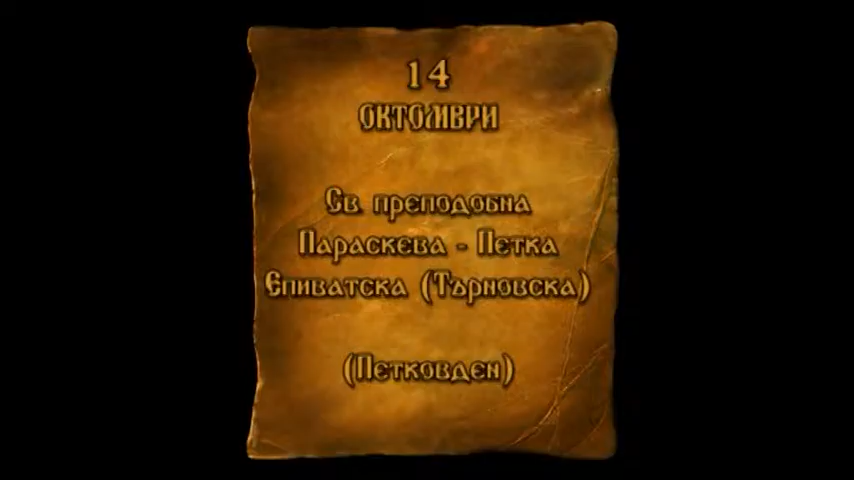 14
ОКТОМВРИ
Св преподобна
Параскева - Петка
Епиватска (Търновска)
(Петковден)